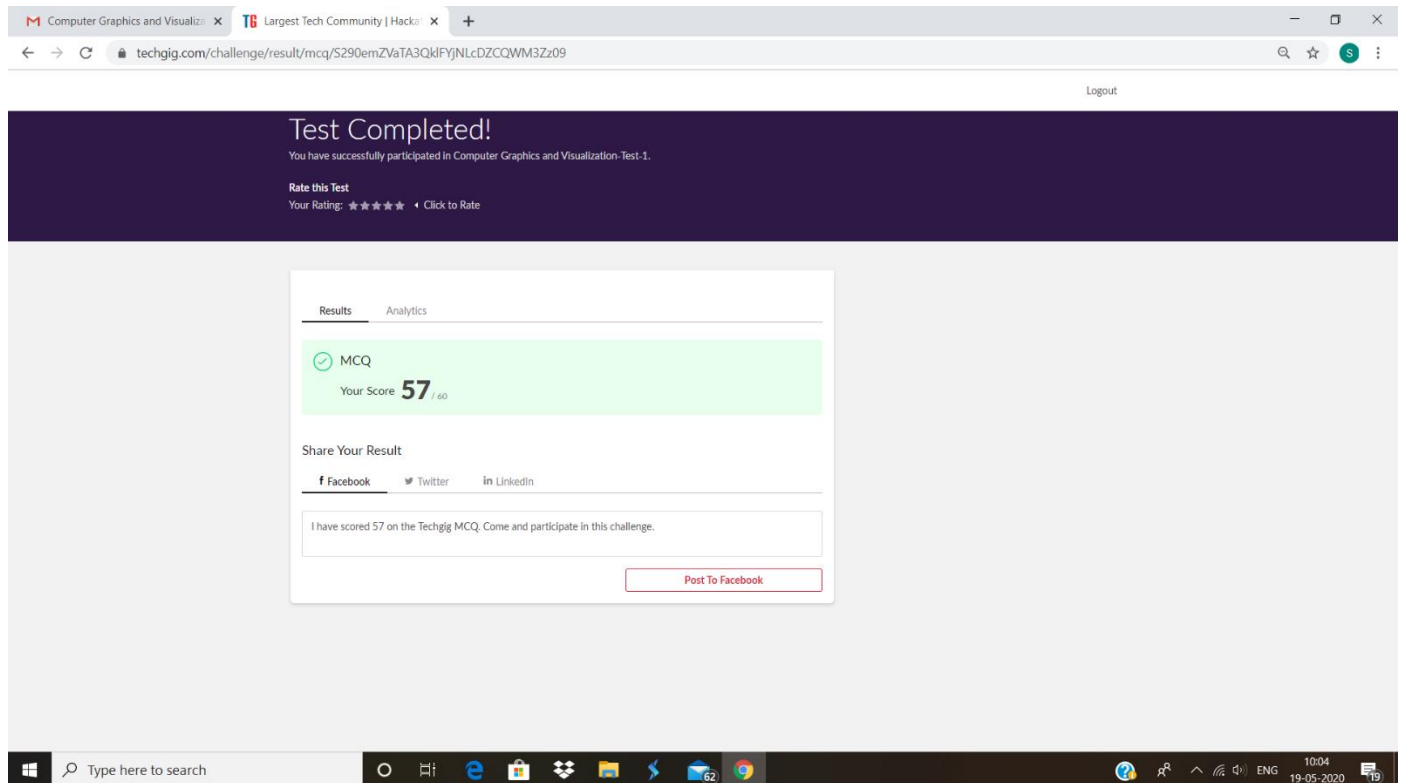 Computer Graphics and Visualiz
Largest Tech Community | Hacka
techgig.com/challenge/result/mcq/S290emZVaTA3QklFYjNLcDZCQWM3Zz09
S
Logout
Test Completed!
You have successfully participated in Computer Graphics and Visualization-Test-1.
Rate this Test
Your Rating: Click to Rate
Results Analytics
MCQ
Your Score 57 / 60
Share Your Result
f Facebook Twitter in LinkedIn
I have scored 57 on the Techgig MCQ. Come and participate in this challenge.
Post To Facebook
Type here to search
62
ENG
10:04
19-05-2020
19